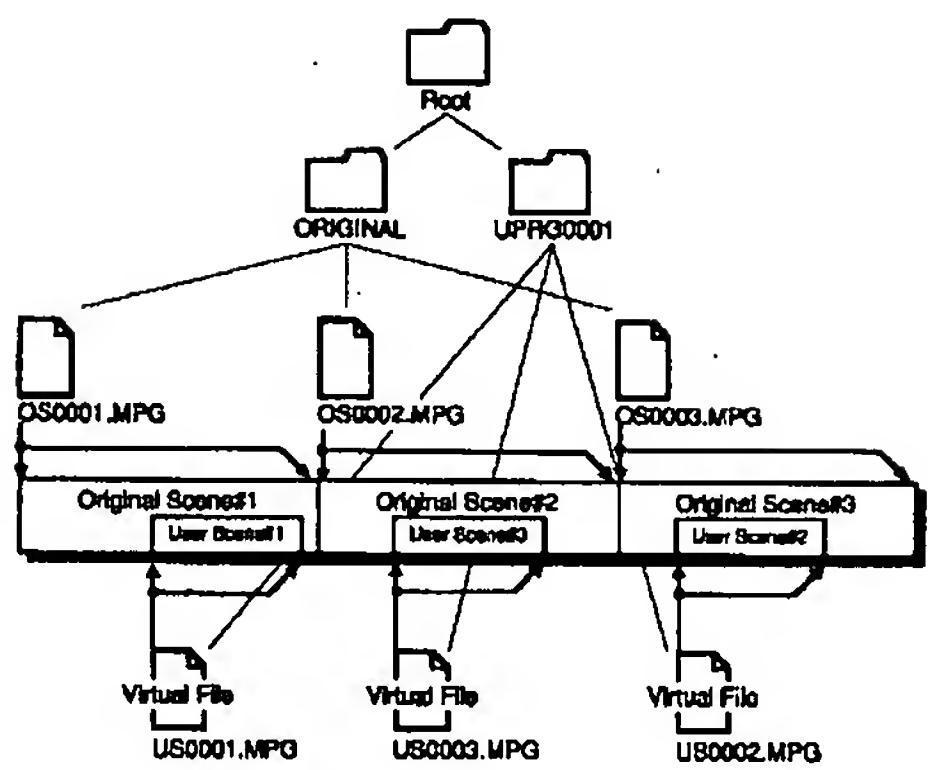 Root
ORIGINAL
UPRG0001
OS0001.MPG
OS0002.MPG
OS0003.MPG
Original Scene#1
Original Scene#2
Original Scene#3
User Scene#1
User Scene#3
User Scene#2
Virtual File
Virtual File
Virtual File
US0001.MPG
US0003.MPG
US0002.MPG